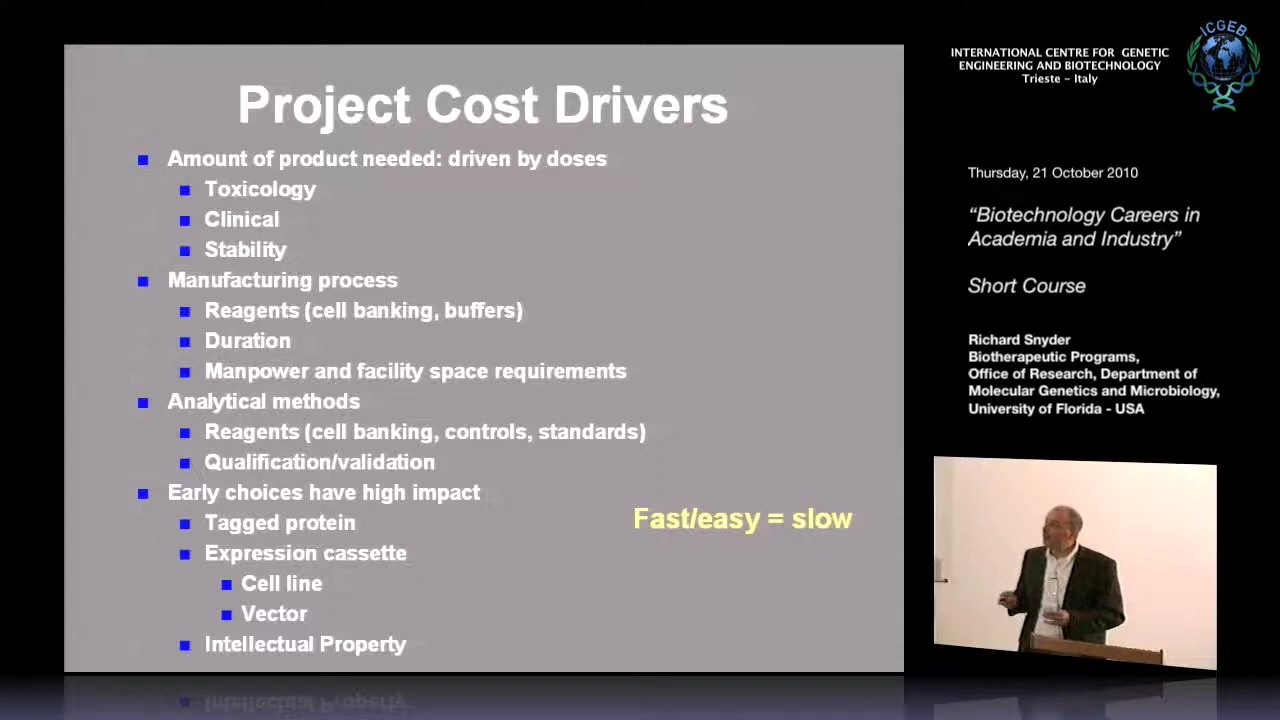 Project Cost Drivers
Amount of product needed: driven by doses
Toxicology
Clinical
Stability
Manufacturing process
Reagents (cell banking, buffers)
Duration
Manpower and facility space requirements
Analytical methods
Reagents (cell banking, controls, standards)
Qualification/validation
Early choices have high impact
Tagged protein
Fast/easy = slow
Expression cassette
Cell line
Vector
Intellectual Property
INTERNATIONAL CENTRE FOR GENETIC
ENGINEERING AND BIOTECHNOLOGY
Trieste - Italy
ICGEB
Thursday, 21 October 2010
“Biotechnology Careers in
Academia and Industry”
Short Course
Richard Snyder
Biotherapeutic Programs,
Office of Research, Department of
Molecular Genetics and Microbiology,
University of Florida - USA